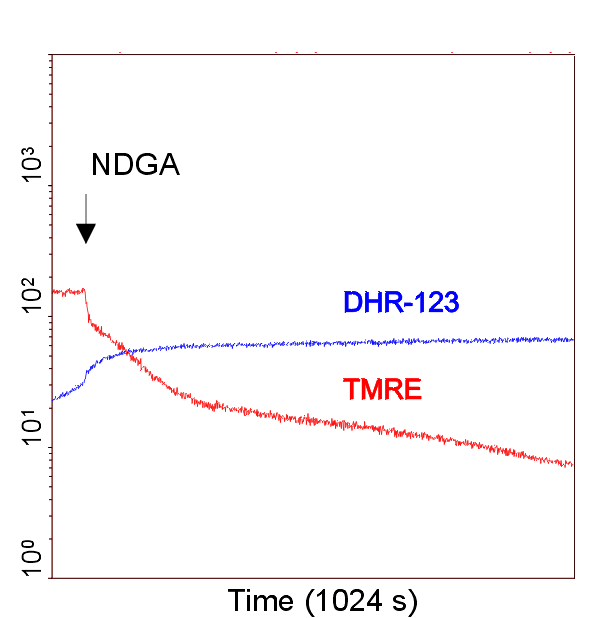 NDGA
10³
10²
10¹
10⁰
DHR-123
TMRE
Time (1024 s)